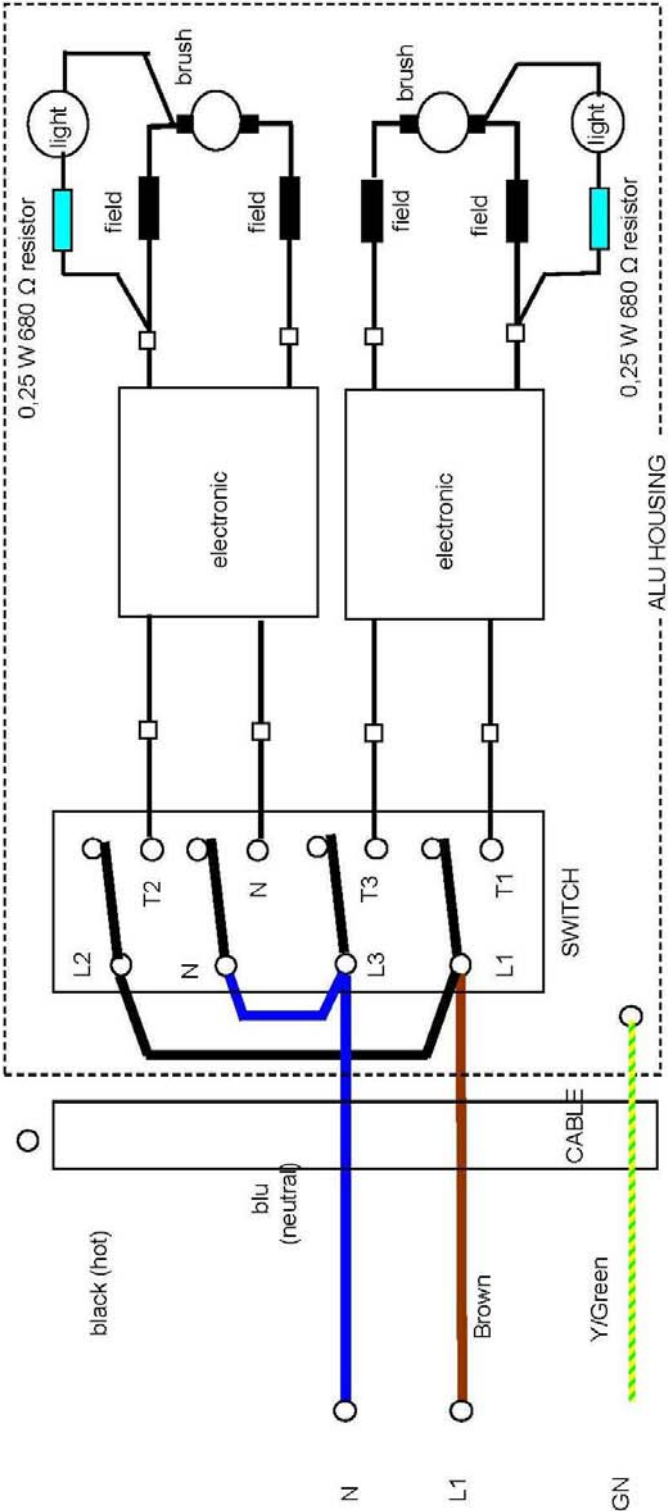 0,25 W 680 Ω resistor
light
field
brush
field
brush
field
field
light
0,25 W 680 Ω resistor
electronic
electronic
ALU HOUSING
L2
T2
N
N
L3
T3
L1
T1
SWITCH
CABLE
black (hot)
blu
(neutral)
Brown
Y/Green
N
L1
GN